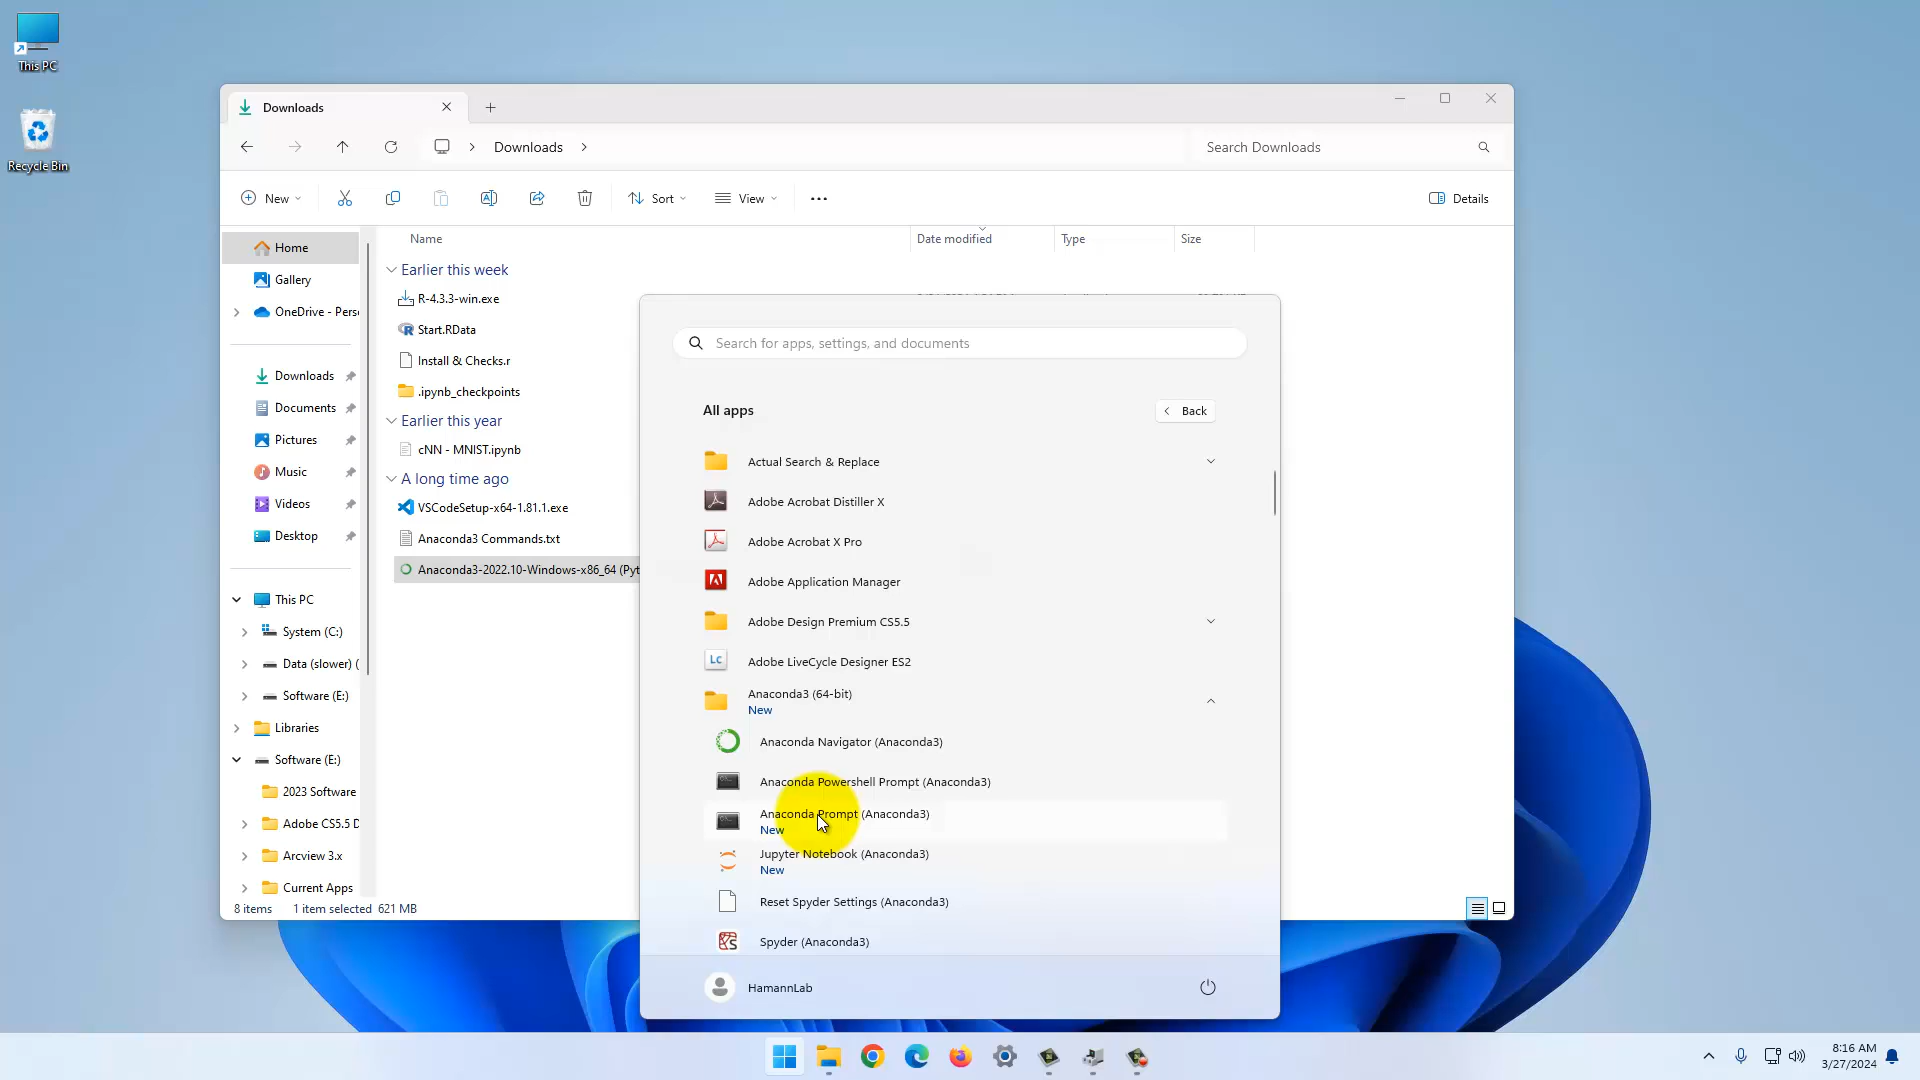 This PC
Recycle Bin
Downloads
Downloads
Search Downloads
New
Sort
View
Details
Name
Date modified
Type
Size
Home
Gallery
OneDrive - Pers
Downloads
Documents
Pictures
Music
Videos
Desktop
This PC
System (C:)
Data (slower) (
Software (E:)
Libraries
Software (E:)
2023 Software
Adobe CS5.5 D
Arcview 3.x
Current Apps
Earlier this week
R-4.3.3-win.exe
Start.RData
Install & Checks.r
.ipynb_checkpoints
Earlier this year
cNN - MNIST.ipynb
A long time ago
VSCodeSetup-x64-1.81.1.exe
Anaconda3 Commands.txt
Anaconda3-2022.10-Windows-x86_64 (Pyt
8 items
1 item selected 621 MB
Search for apps, settings, and documents
All apps
Back
Actual Search & Replace
Adobe Acrobat Distiller X
Adobe Acrobat X Pro
Adobe Application Manager
Adobe Design Premium CS5.5
Lc
Adobe LiveCycle Designer ES2
Anaconda3 (64-bit)
New
Anaconda Navigator (Anaconda3)
Anaconda Powershell Prompt (Anaconda3)
Anaconda Prompt (Anaconda3)
New
Jupyter Notebook (Anaconda3)
New
Reset Spyder Settings (Anaconda3)
Spyder (Anaconda3)
HamannLab
8:16 AM
3/27/2024